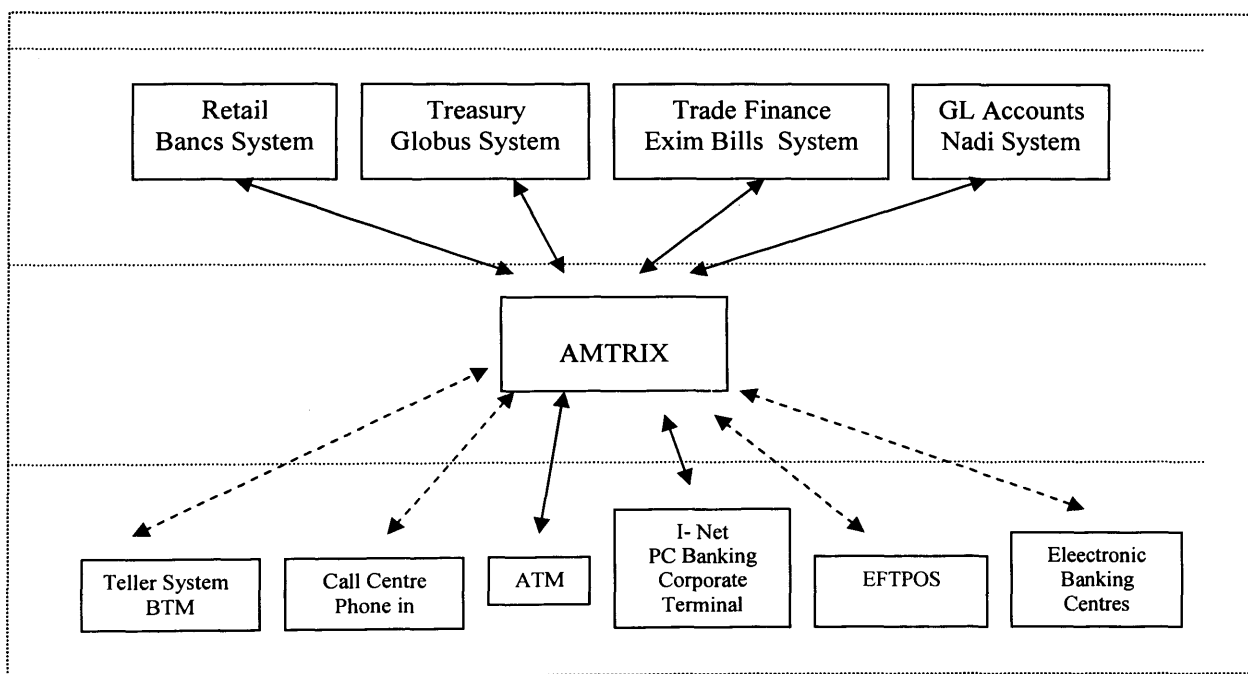 Retail
Bancs System
Treasury
Globus System
Trade Finance
Exim Bills System
GL Accounts
Nadi System
AMTRIX
Teller System
BTM
Call Centre
Phone in
ATM
I- Net
PC Banking
Corporate
Terminal
EFTPOS
Eleectronic
Banking
Centres